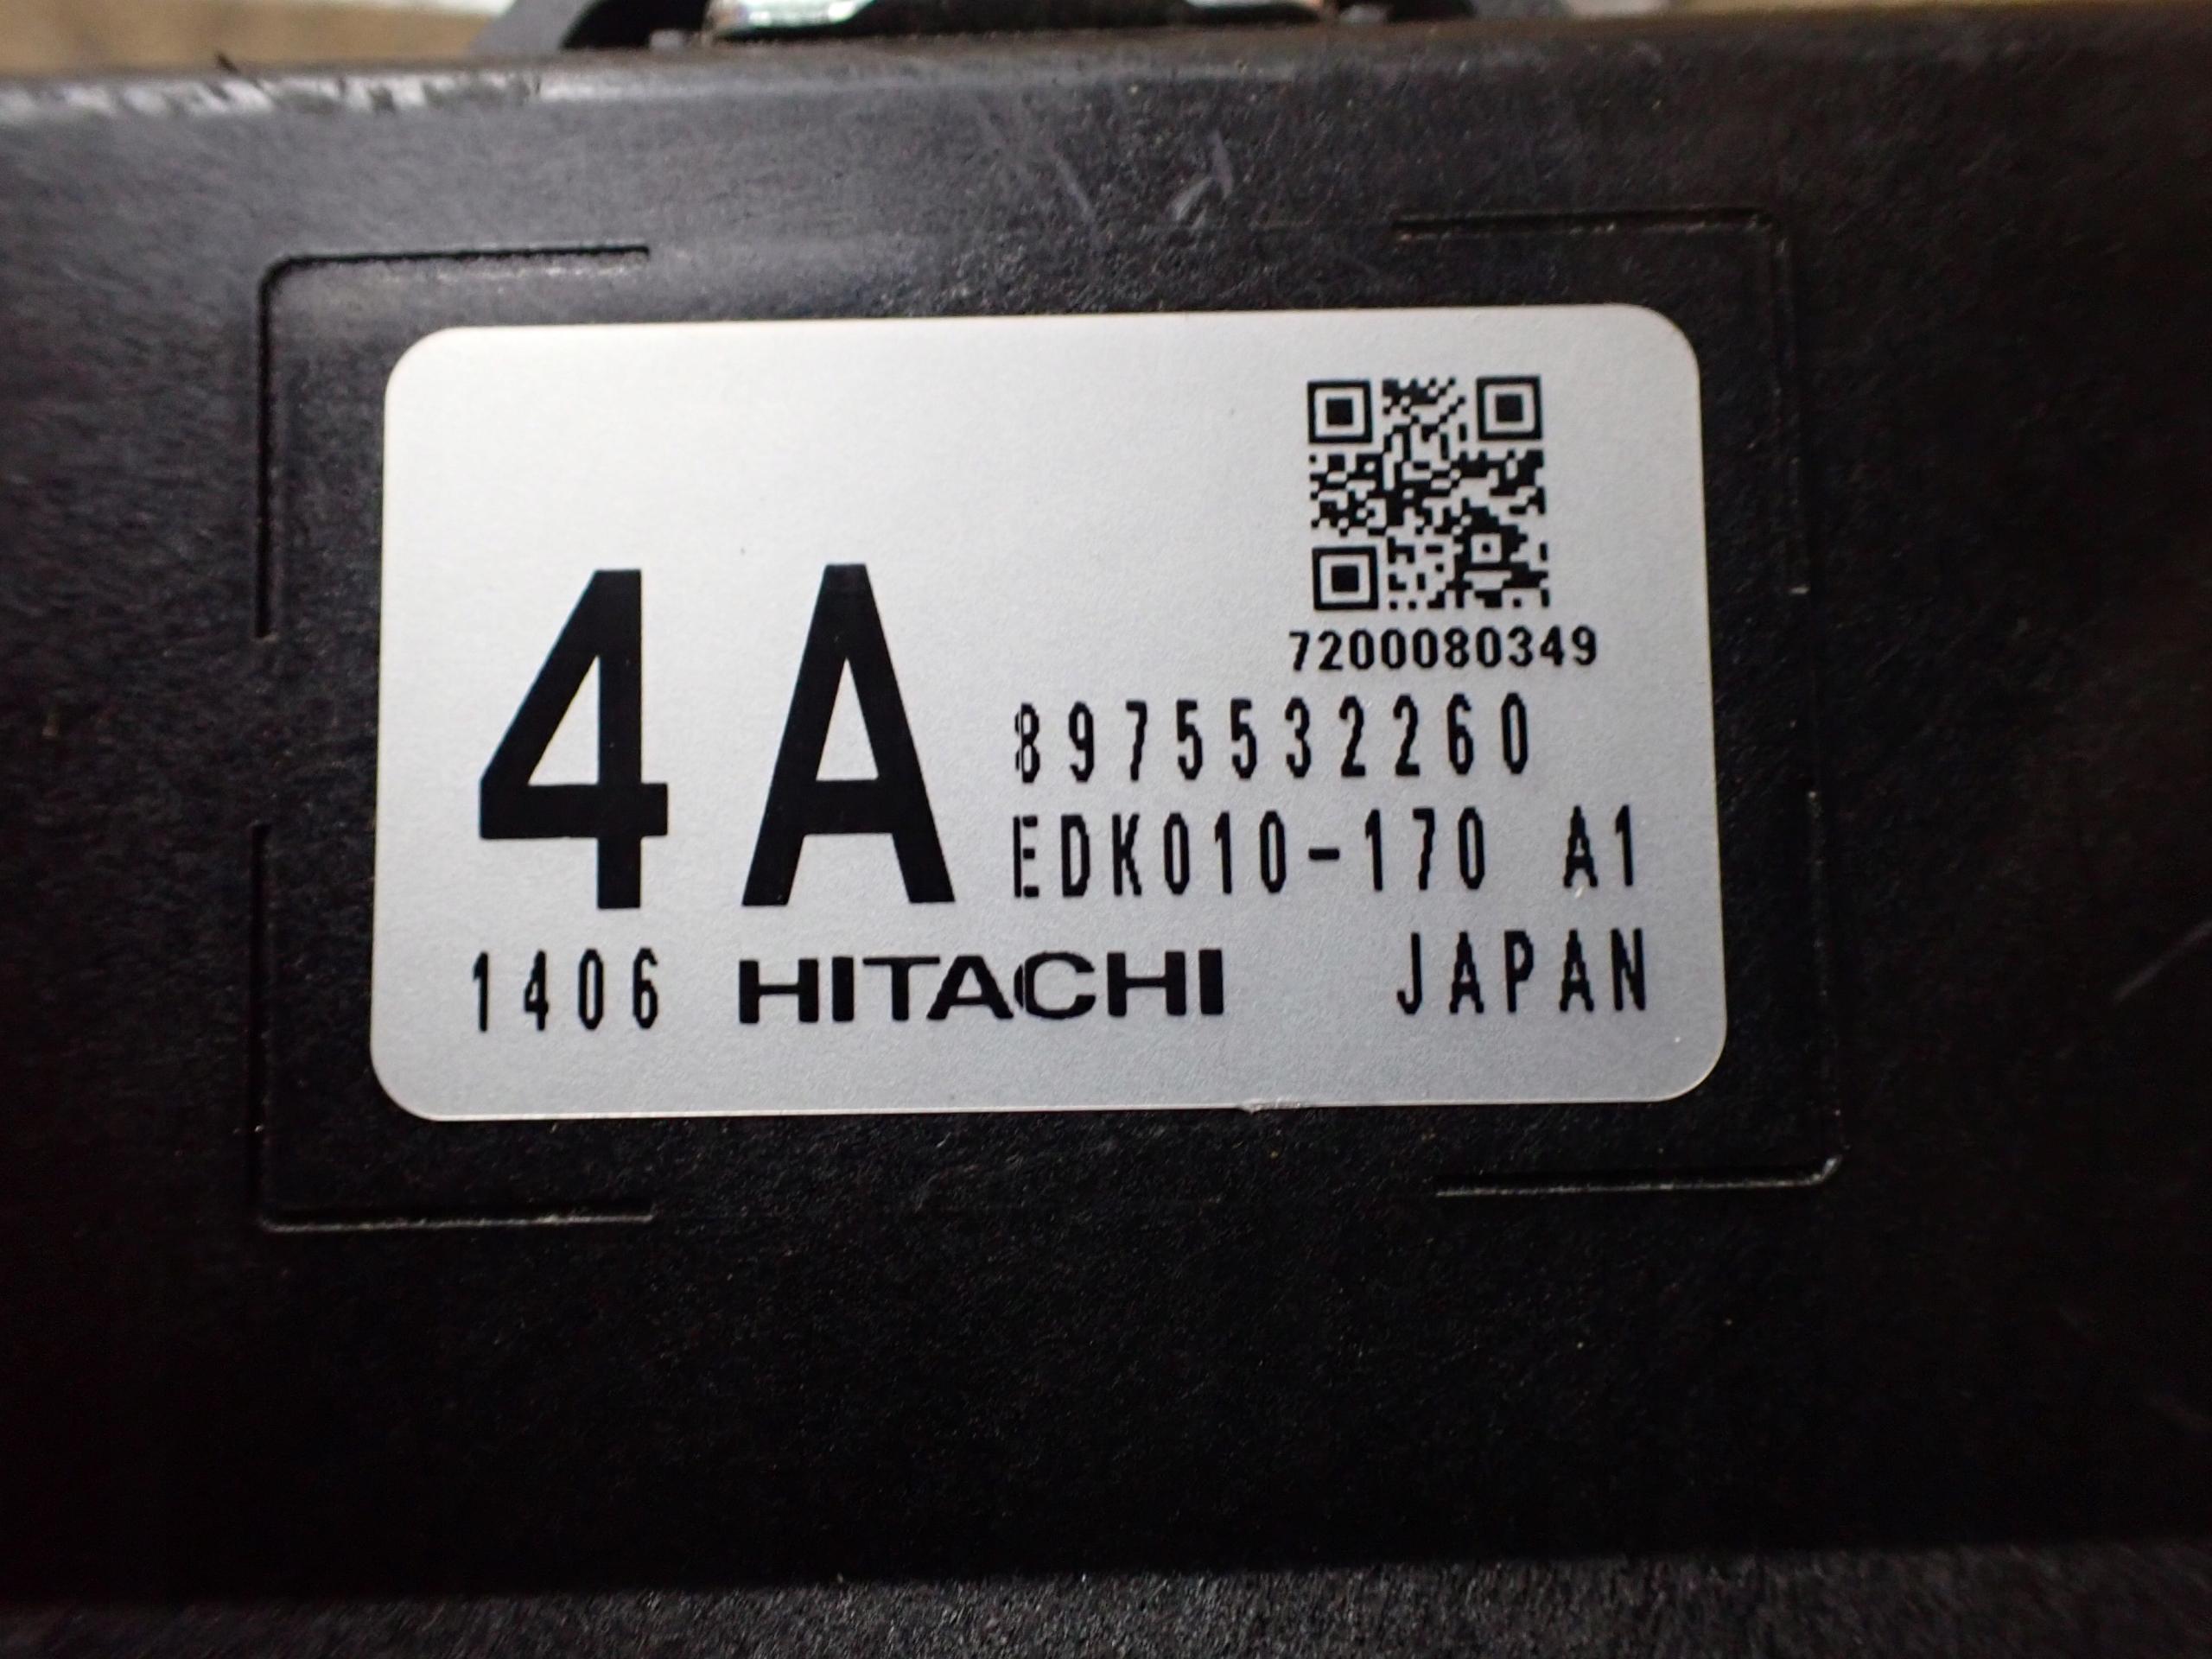 7200080349
4A
8975532260
EDK010-170 A1
1406 HITACHI JAPAN